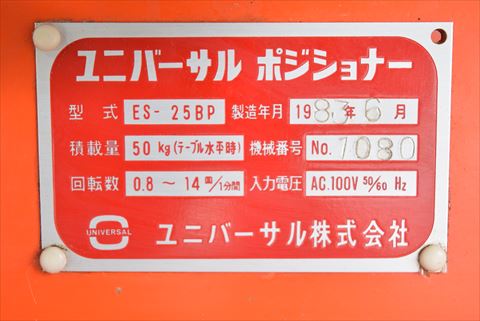 ユニバーサル ポジショナー
型式 ES-25BP 製造年月 1983年6月
積載量 50kg(テーブル水平時) 機械番号 No. 1080
回転数 0.8～14回/1分間 入力電圧 AC.100V 50/60 Hz
UNIVERSAL ユニバーサル株式会社